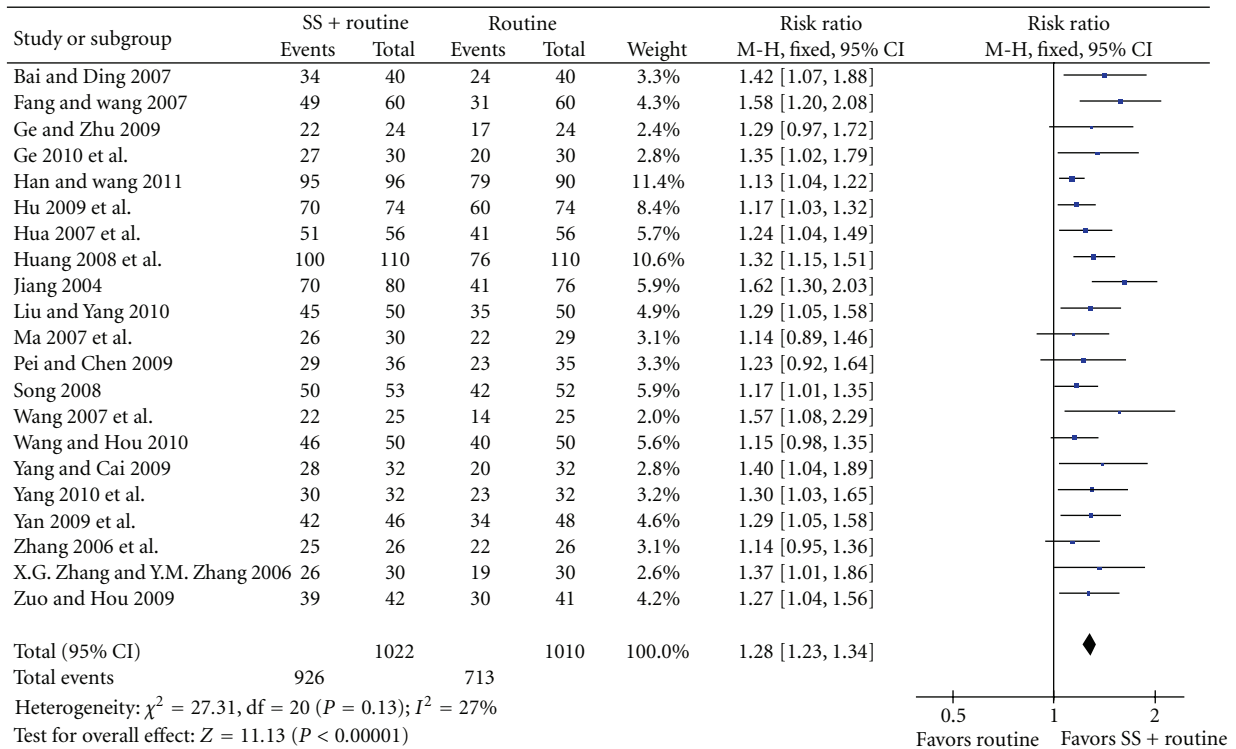 SS + routine Routine Risk ratio Risk ratio
Study or subgroup Events Total Events Total Weight M-H, fixed, 95% CI M-H, fixed, 95% CI
Bai and Ding 2007 34 40 24 40 3.3% 1.42 [1.07, 1.88]
Fang and wang 2007 49 60 31 60 4.3% 1.58 [1.20, 2.08]
Ge and Zhu 2009 22 24 17 24 2.4% 1.29 [0.97, 1.72]
Ge 2010 et al. 27 30 20 30 2.8% 1.35 [1.02, 1.79]
Han and wang 2011 95 96 79 90 11.4% 1.13 [1.04, 1.22]
Hu 2009 et al. 70 74 60 74 8.4% 1.17 [1.03, 1.32]
Hua 2007 et al. 51 56 41 56 5.7% 1.24 [1.04, 1.49]
Huang 2008 et al. 100 110 76 110 10.6% 1.32 [1.15, 1.51]
Jiang 2004 70 80 41 76 5.9% 1.62 [1.30, 2.03]
Liu and Yang 2010 45 50 35 50 4.9% 1.29 [1.05, 1.58]
Ma 2007 et al. 26 30 22 29 3.1% 1.14 [0.89, 1.46]
Pei and Chen 2009 29 36 23 35 3.3% 1.23 [0.92, 1.64]
Song 2008 50 53 42 52 5.9% 1.17 [1.01, 1.35]
Wang 2007 et al. 22 25 14 25 2.0% 1.57 [1.08, 2.29]
Wang and Hou 2010 46 50 40 50 5.6% 1.15 [0.98, 1.35]
Yang and Cai 2009 28 32 20 32 2.8% 1.40 [1.04, 1.89]
Yang 2010 et al. 30 32 23 32 3.2% 1.30 [1.03, 1.65]
Yan 2009 et al. 42 46 34 48 4.6% 1.29 [1.05, 1.58]
Zhang 2006 et al. 25 26 22 26 3.1% 1.14 [0.95, 1.36]
X.G. Zhang and Y.M. Zhang 2006 26 30 19 30 2.6% 1.37 [1.01, 1.86]
Zuo and Hou 2009 39 42 30 41 4.2% 1.27 [1.04, 1.56]
Total (95% CI) 1022 1010 100.0% 1.28 [1.23, 1.34]
Total events 926 713
Heterogeneity: χ² = 27.31, df = 20 (P = 0.13); I² = 27%
Test for overall effect: Z = 11.13 (P < 0.00001)
0.5 1 2
Favors routine Favors SS + routine